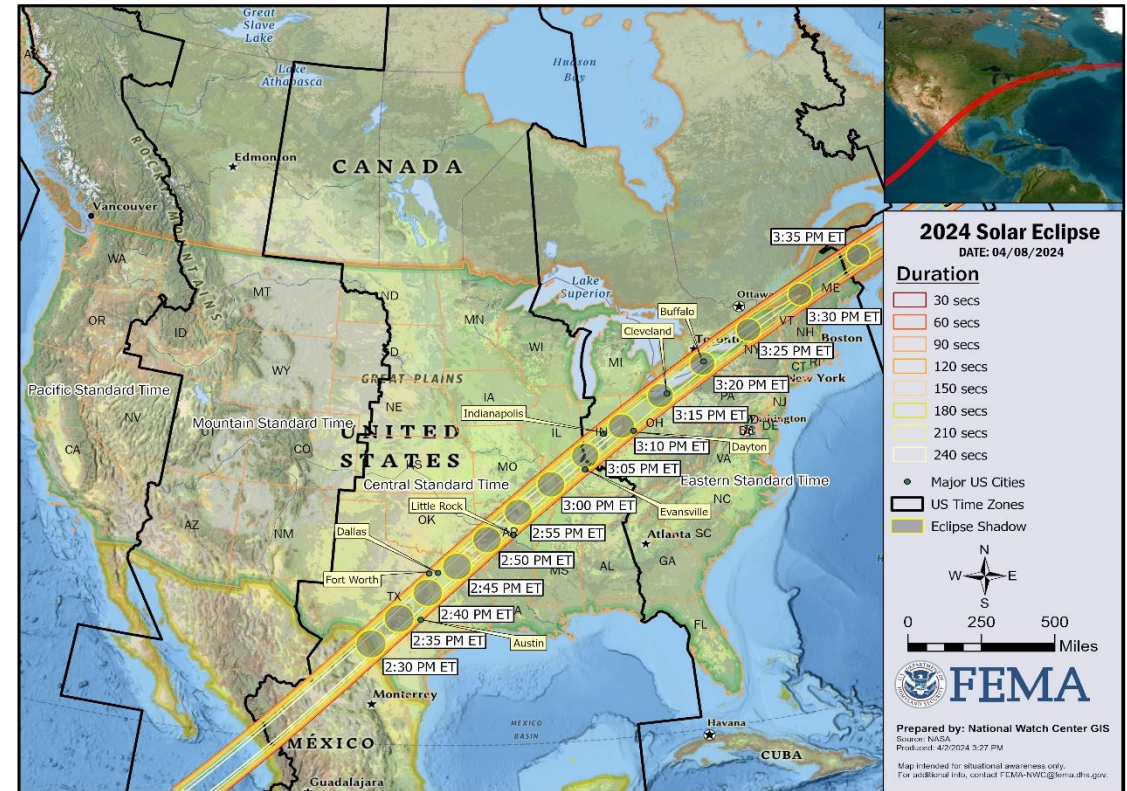 Great
Slave
Lake
Lake
Athabasca
Hudson
Bay
ROCKY MOUNTAINS
Edmonton
CANADA
Vancouver
Lake
Superior
Ottawa
Toronto
3:35 PM ET
3:30 PM ET
3:25 PM ET
3:20 PM ET
3:15 PM ET
3:10 PM ET
3:05 PM ET
3:00 PM ET
2:55 PM ET
2:50 PM ET
2:45 PM ET
2:40 PM ET
2:35 PM ET
2:30 PM ET
Buffalo
Cleveland
Indianapolis
Dayton
Evansville
Little Rock
Dallas
Fort Worth
Austin
WA
MT
ND
MN
OR
ID
SD
WI
MI
WY
IA
NE
NV
UT
CO
CA
KS
MO
IL
IN
OH
AZ
NM
OK
AR
TX
LA
MS
AL
GA
SC
NC
VA
FL
PA
NJ
DE
NY
CT
RI
VT
NH
ME
Boston
New York
Washington
DC
Atlanta
GREAT PLAINS
UNITED
STATES
Pacific Standard Time
Mountain Standard Time
Central Standard Time
Eastern Standard Time
Monterrey
MÉXICO
Guadalajara
MEXICO
BASIN
Havana
CUBA
2024 Solar Eclipse
DATE: 04/08/2024
Duration
30 secs
60 secs
90 secs
120 secs
150 secs
180 secs
210 secs
240 secs
Major US Cities
US Time Zones
Eclipse Shadow
N
W E
S
0 250 500
Miles
FEMA
Prepared by: National Watch Center GIS
Source: NASA
Produced: 4/2/2024 3:27 PM
Map intended for situational awareness only.
For additional info, contact FEMA-NWC@fema.dhs.gov.